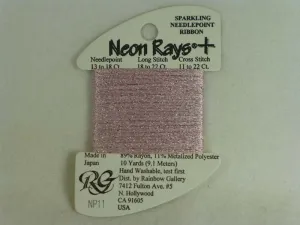 SPARKLING
NEEDLEPOINT
RIBBON
Neon Rays+
Needlepoint Long Stitch Cross Stitch
13 to 18 Ct. 18 to 22 Ct. 11 to 22 Ct.
Made in Japan
89% Rayon, 11% Metalized Polyester
10 Yards (9.1 Meters)
Hand Washable, test first
Dist. by Rainbow Gallery
7412 Fulton Ave. #5
N. Hollywood
CA 91605
USA
RG
NP11